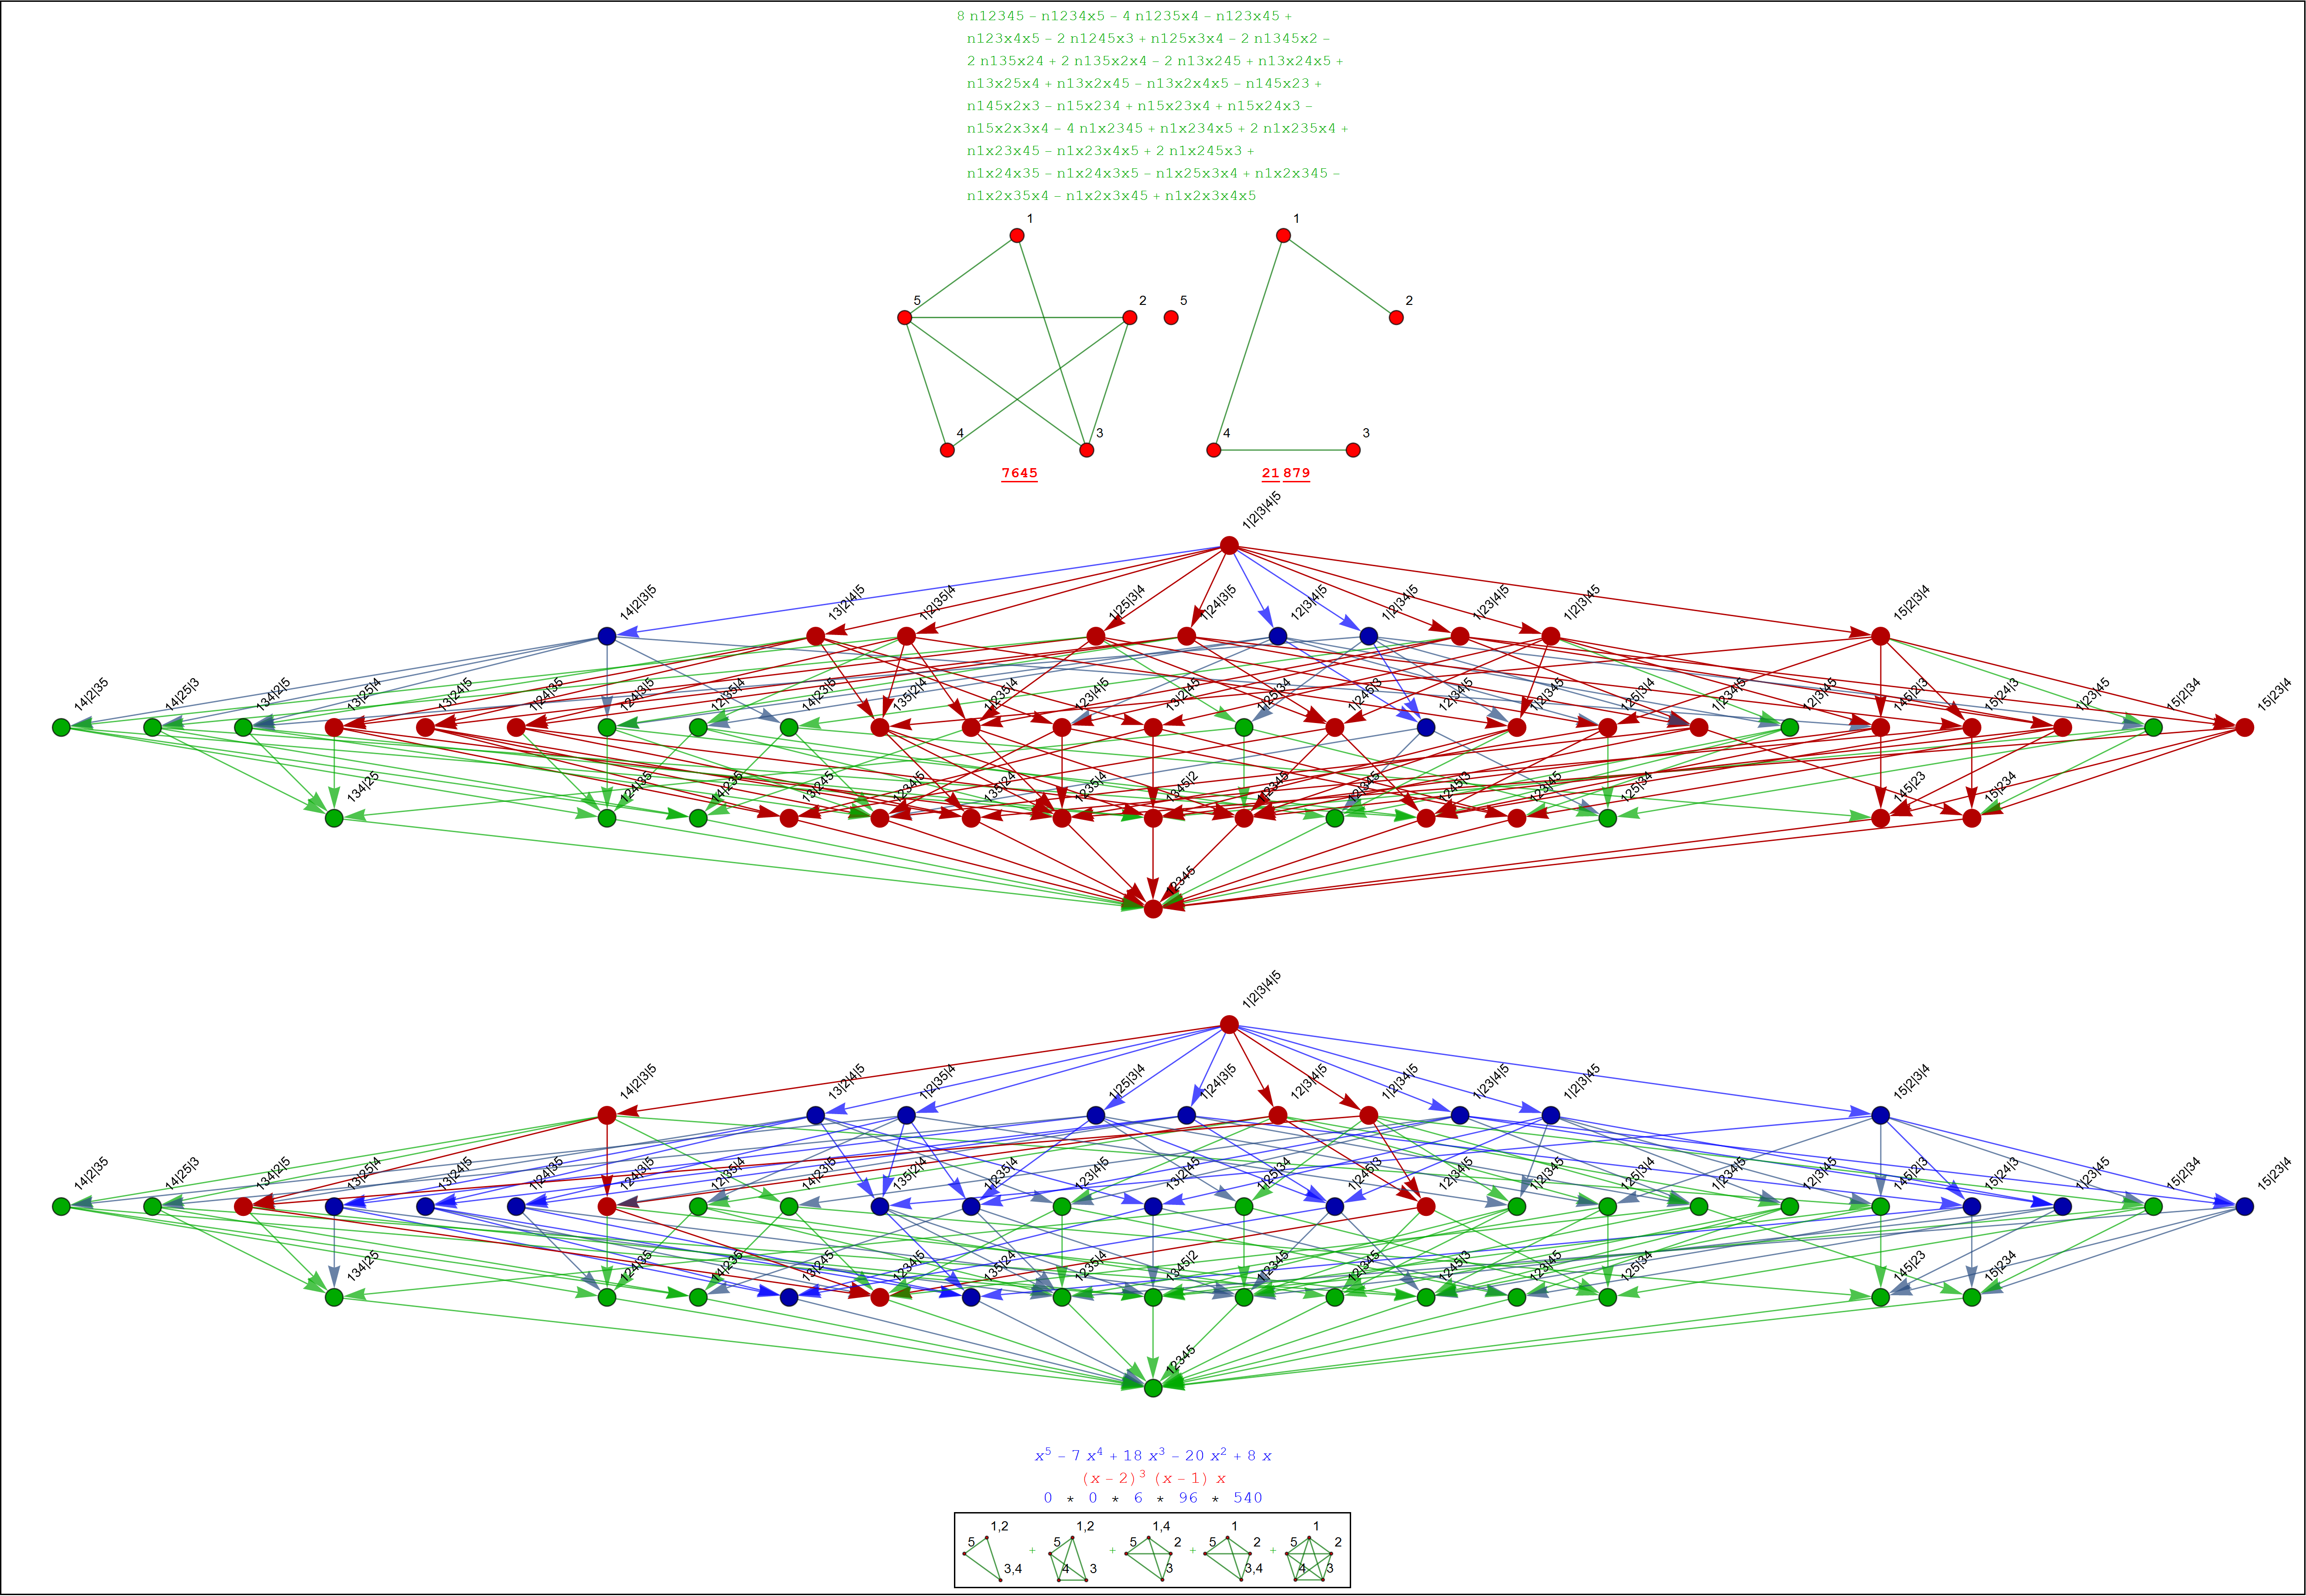 8 n12345 − n1234x5 − 4 n1235x4 − n123x45 +
n123x4x5 − 2 n1245x3 + n125x3x4 − 2 n1345x2 −
2 n135x24 + 2 n135x2x4 − 2 n13x245 + n13x24x5 +
n13x25x4 + n13x2x45 − n13x2x4x5 − n145x23 +
n145x2x3 − n15x234 + n15x23x4 + n15x24x3 −
n15x2x3x4 − 4 n1x2345 + n1x234x5 + 2 n1x235x4 +
n1x23x45 − n1x23x4x5 + 2 n1x245x3 +
n1x24x35 − n1x24x3x5 − n1x25x3x4 + n1x2x345 −
n1x2x35x4 − n1x2x3x45 + n1x2x3x4x5
1 1
5 2 5 2
4 3 4 3
7645 21 879
1|2|3|4|5
14|2|3|5 13|2|4|5 1|2|35|4 1|25|3|4 1|24|3|5 12|3|4|5 1|2|34|5 1|23|4|5 1|2|3|45 15|2|3|4
14|2|35 14|25|3 134|2|5 13|25|4 13|24|5 1|24|35 124|3|5 12|35|4 14|23|5 135|2|4 1|235|4 123|4|5 13|2|45 1|25|34 1|245|3 12|34|5 1|2|345 125|3|4 1|234|5 12|3|45 145|2|3 15|24|3 1|23|45 15|2|34 15|23|4
134|25 124|35 14|235 13|245 1234|5 135|24 1235|4 1345|2 1|2345 12|345 1245|3 123|45 125|34 145|23 15|234
12345
1|2|3|4|5
14|2|3|5 13|2|4|5 1|2|35|4 1|25|3|4 1|24|3|5 12|3|4|5 1|2|34|5 1|23|4|5 1|2|3|45 15|2|3|4
14|2|35 14|25|3 134|2|5 13|25|4 13|24|5 1|24|35 124|3|5 12|35|4 14|23|5 135|2|4 1|235|4 123|4|5 13|2|45 1|25|34 1|245|3 12|34|5 1|2|345 125|3|4 1|234|5 12|3|45 145|2|3 15|24|3 1|23|45 15|2|34 15|23|4
134|25 124|35 14|235 13|245 1234|5 135|24 1235|4 1345|2 1|2345 12|345 1245|3 123|45 125|34 145|23 15|234
12345
x⁵ − 7 x⁴ + 18 x³ − 20 x² + 8 x
(x − 2)³ (x − 1) x
0 * 0 * 6 * 96 * 540
1,2 1,2 1,4 1 1
5 5 5 2 5 2 5 2
+ + + +
3,4 4 3 3 3,4 4 3